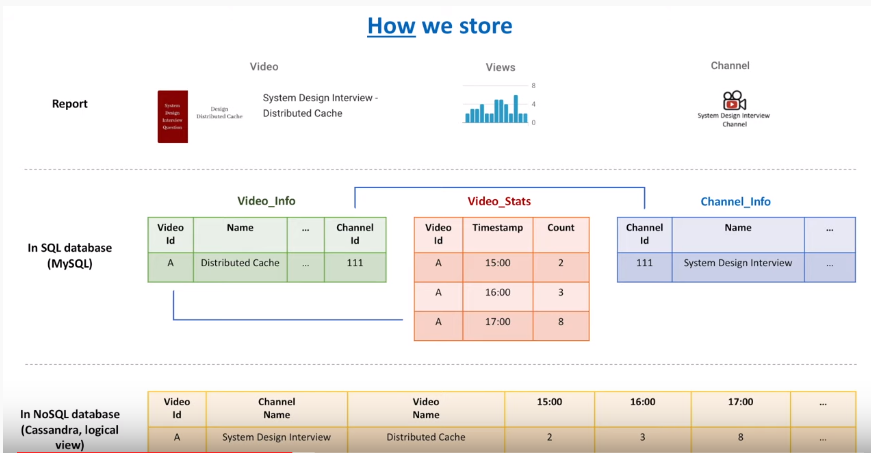 How we store
Video
Views
Channel
Report
System
Design
Interview
Question
Design
Distributed Cache
System Design Interview -
Distributed Cache
8
4
0
System Design Interview
Channel
Video_Info
Video_Stats
Channel_Info
In SQL database
(MySQL)
Video Id Name ... Channel Id
A Distributed Cache ... 111
Video Id Timestamp Count
A 15:00 2
A 16:00 3
A 17:00 8
Channel Id Name ...
111 System Design Interview ...
In NoSQL database
(Cassandra, logical
view)
Video Id Channel Name Video Name 15:00 16:00 17:00 ...
A System Design Interview Distributed Cache 2 3 8 ...